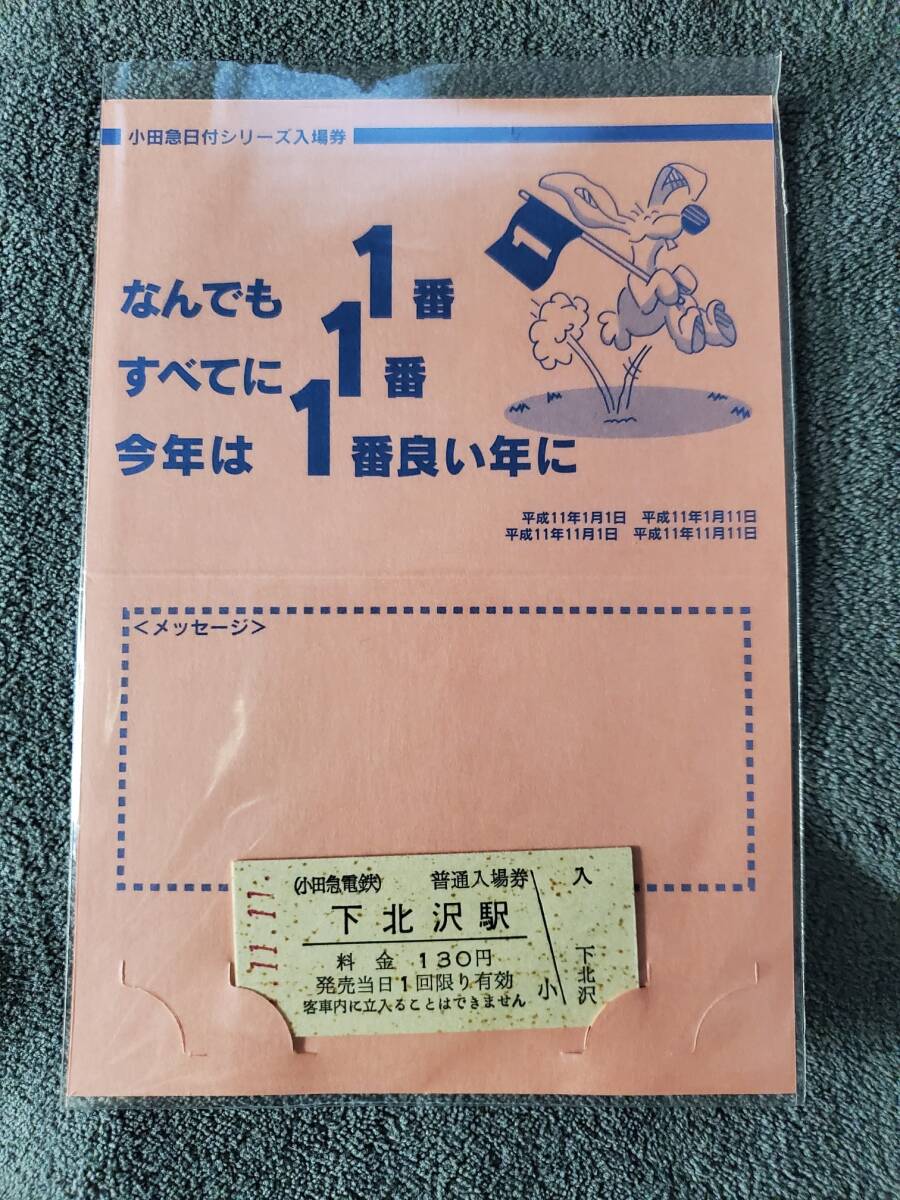 小田急日付シリーズ入場券
1
なんでも 1番
すべてに 1番
今年は 1番良い年に
平成11年1月1日 平成11年1月11日
平成11年11月1日 平成11年11月11日
<メッセージ>
(小田急電鉄) 普通入場券
下北沢駅
料金 130円
発売当日1回限り有効
客車内に立入ることはできません
小
入
下北沢
11.11.